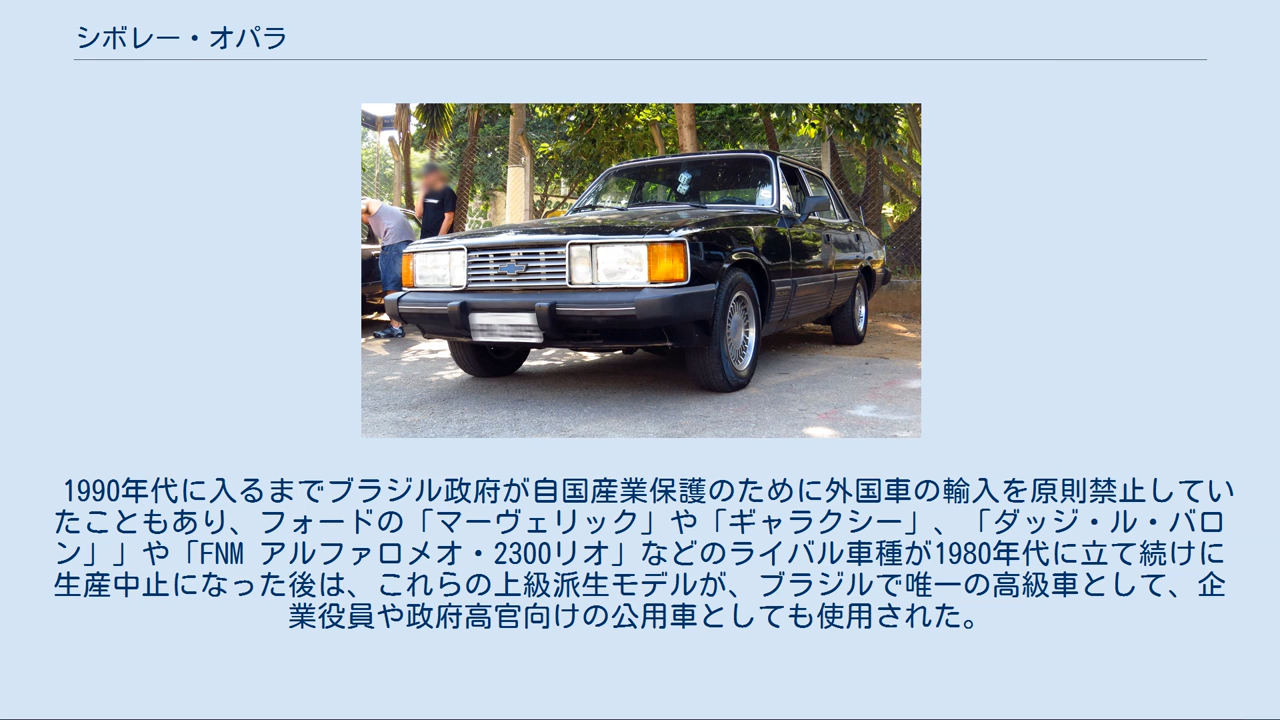 シボレー・オパラ
1990年代に入るまでブラジル政府が自国産業保護のために外国車の輸入を原則禁止してい
たこともあり、フォードの「マーヴェリック」や「ギャラクシー」、「ダッジ・ル・バロ
ン」」や「FNM アルファロメオ・2300リオ」などのライバル車種が1980年代に立て続けに
生産中止になった後は、これらの上級派生モデルが、ブラジルで唯一の高級車として、企
業役員や政府高官向けの公用車としても使用された。